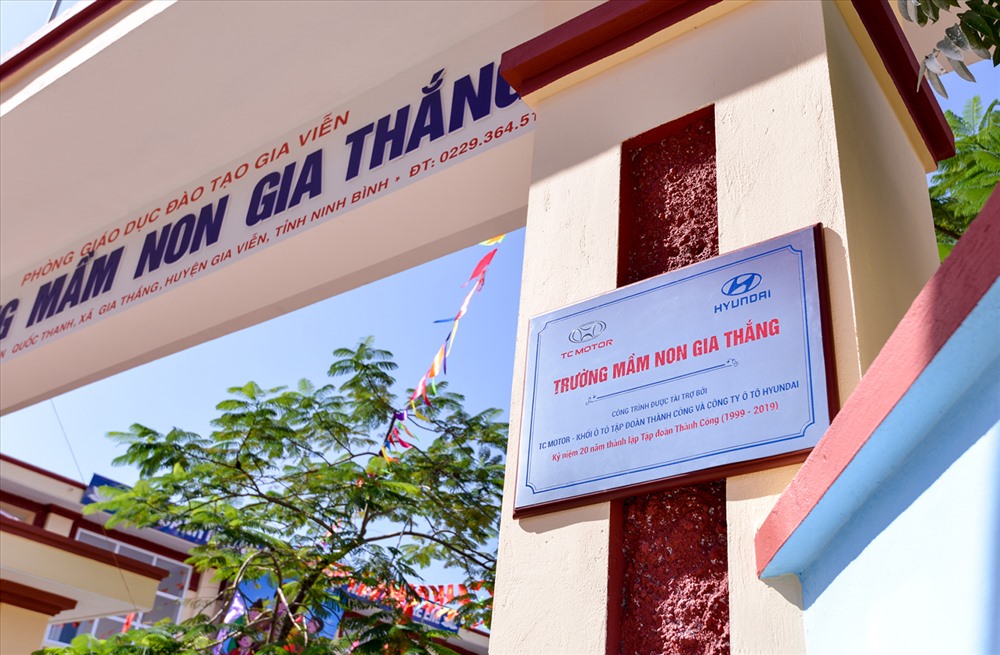 PHÒNG GIÁO DỤC ĐÀO TẠO GIA VIỄN
MẦM NON GIA THẮNG
QUỐC THANH, XÃ GIA THẮNG, HUYỆN GIA VIỄN, TỈNH NINH BÌNH * ĐT: 0229.364.51
TC MOTOR
HYUNDAI
TRƯỜNG MẦM NON GIA THẮNG
CÔNG TRÌNH ĐƯỢC TÀI TRỢ BỞI
TC MOTOR - KHỐI Ô TÔ TẬP ĐOÀN THÀNH CÔNG VÀ CÔNG TY Ô TÔ HYUNDAI
Kỷ niệm 20 năm thành lập Tập đoàn Thành Công (1999 - 2019)